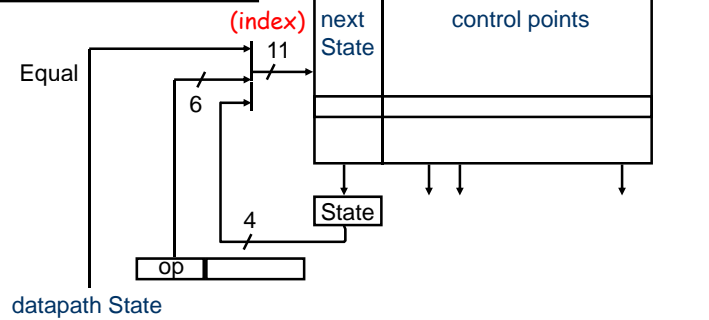 (index)
next
State
control points
11
Equal
6
State
4
op
datapath State